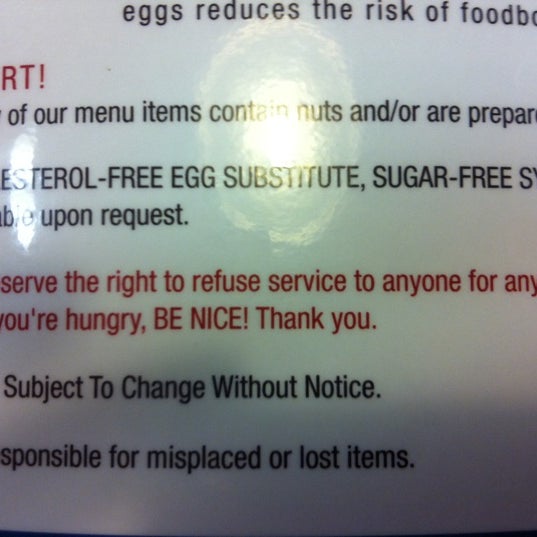 eggs reduces the risk of foodbo
RT!
of our menu items contain nuts and/or are prepar
ESTEROL-FREE EGG SUBSTITUTE, SUGAR-FREE SY
able upon request.
serve the right to refuse service to anyone for any
you're hungry, BE NICE! Thank you.
Subject To Change Without Notice.
sponsible for misplaced or lost items.